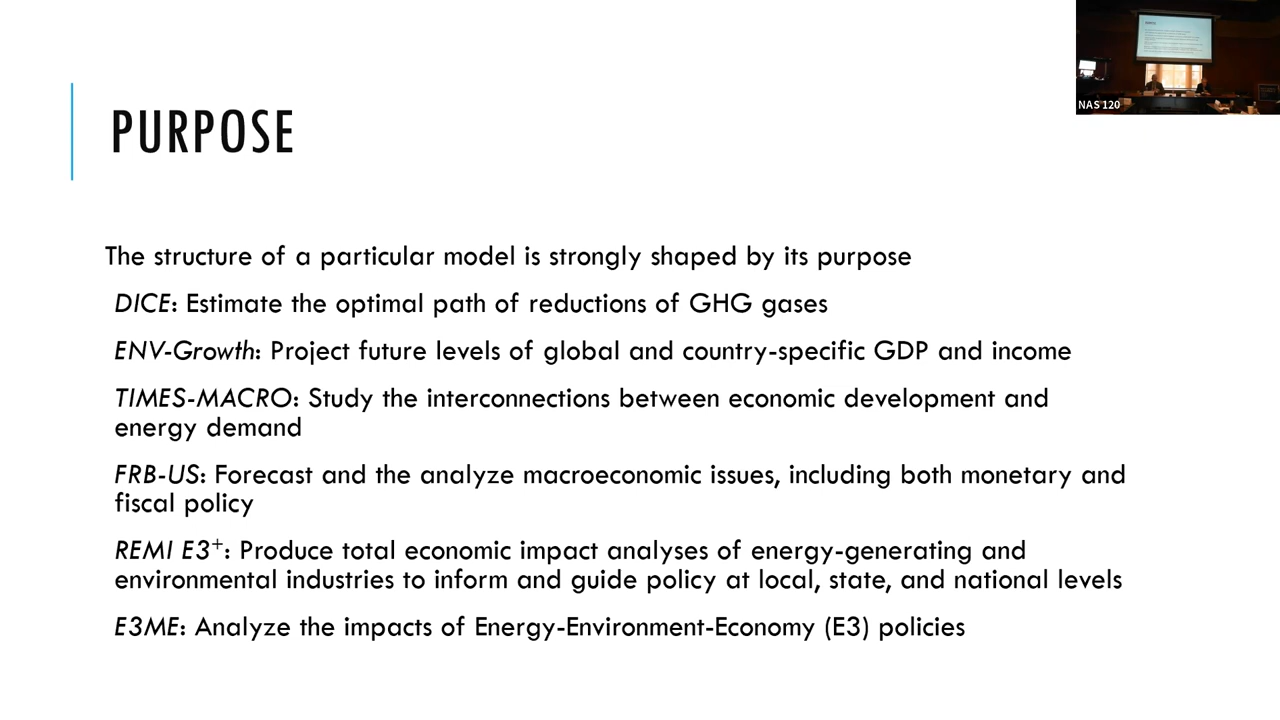 NAS 120
PURPOSE
The structure of a particular model is strongly shaped by its purpose
DICE: Estimate the optimal path of reductions of GHG gases
ENV-Growth: Project future levels of global and country-specific GDP and income
TIMES-MACRO: Study the interconnections between economic development and
energy demand
FRB-US: Forecast and the analyze macroeconomic issues, including both monetary and
fiscal policy
REMI E3⁺: Produce total economic impact analyses of energy-generating and
environmental industries to inform and guide policy at local, state, and national levels
E3ME: Analyze the impacts of Energy-Environment-Economy (E3) policies